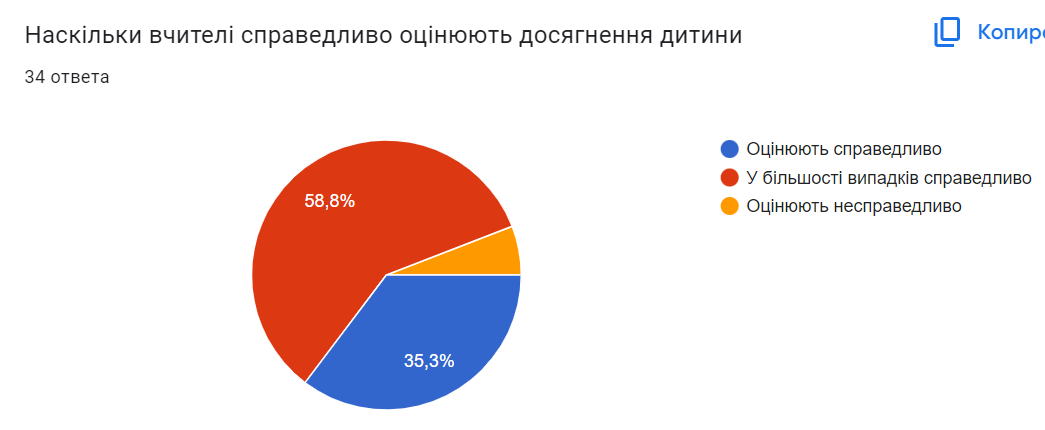 Наскільки вчителі справедливо оцінюють досягнення дитини
Копиро
34 ответа
58,8%
35,3%
Оцінюють справедливо
У більшості випадків справедливо
Оцінюють несправедливо